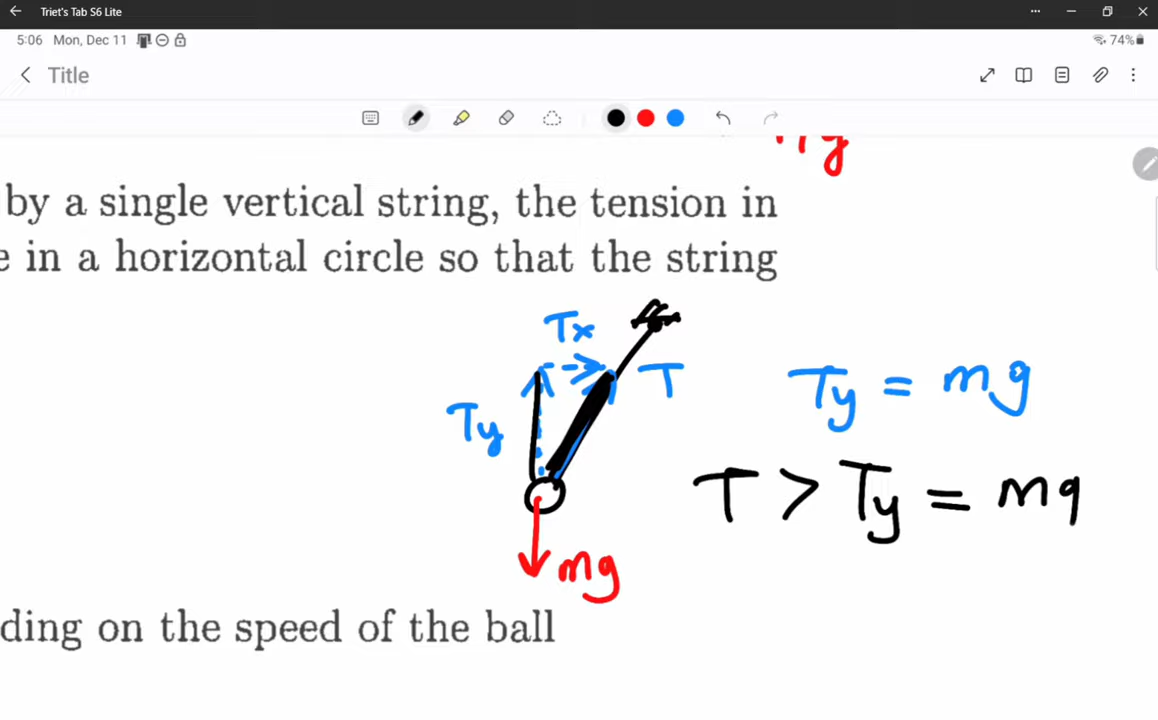 Triet's Tab S6 Lite
5:06 Mon, Dec 11
74%
Title
by a single vertical string, the tension in
e in a horizontal circle so that the string
Tx
T
Ty
Ty = mg
T > Ty = mg
mg
ding on the speed of the ball